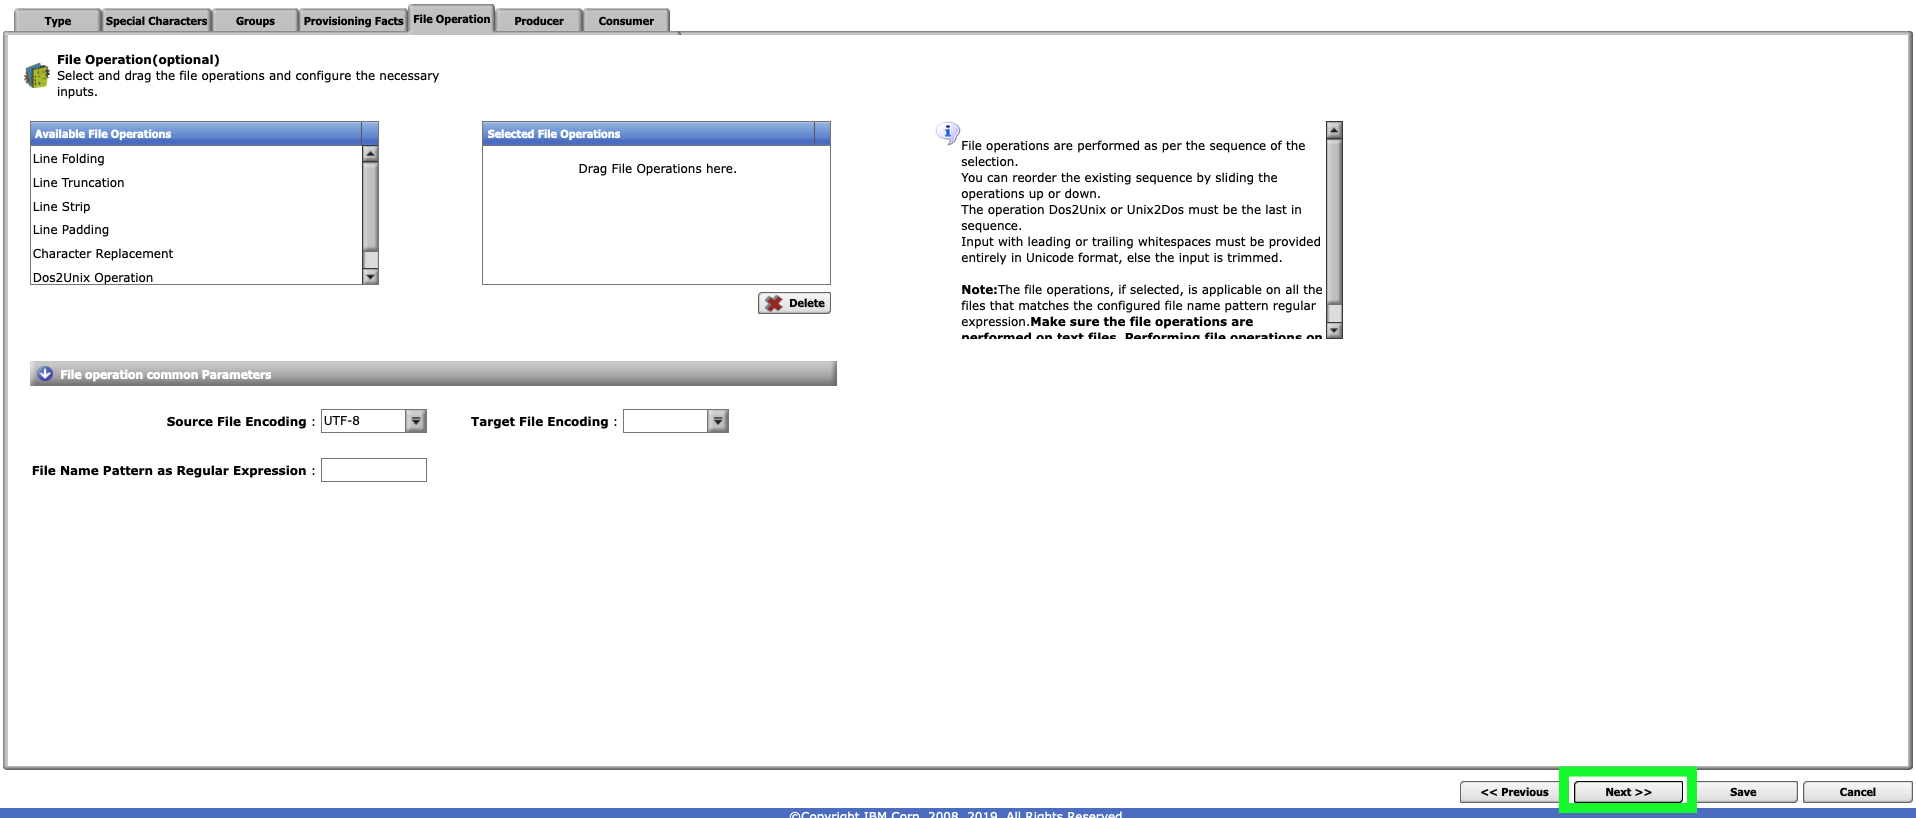 Type
Special Characters
Groups
Provisioning Facts
File Operation
Producer
Consumer
File Operation(optional)
Select and drag the file operations and configure the necessary
inputs.
Available File Operations
Line Folding
Line Truncation
Line Strip
Line Padding
Character Replacement
Dos2Unix Operation
Selected File Operations
Drag File Operations here.
Delete
File operations are performed as per the sequence of the
selection.
You can reorder the existing sequence by sliding the
operations up or down.
The operation Dos2Unix or Unix2Dos must be the last in
sequence.
Input with leading or trailing whitespaces must be provided
entirely in Unicode format, else the input is trimmed.
Note:The file operations, if selected, is applicable on all the
files that matches the configured file name pattern regular
expression.Make sure the file operations are
performed on text files. Performing file operations on
File operation common Parameters
Source File Encoding : UTF-8
Target File Encoding :
File Name Pattern as Regular Expression :
<< Previous
Next >>
Save
Cancel
©Copyright IBM Corp. 2008, 2019. All Rights Reserved